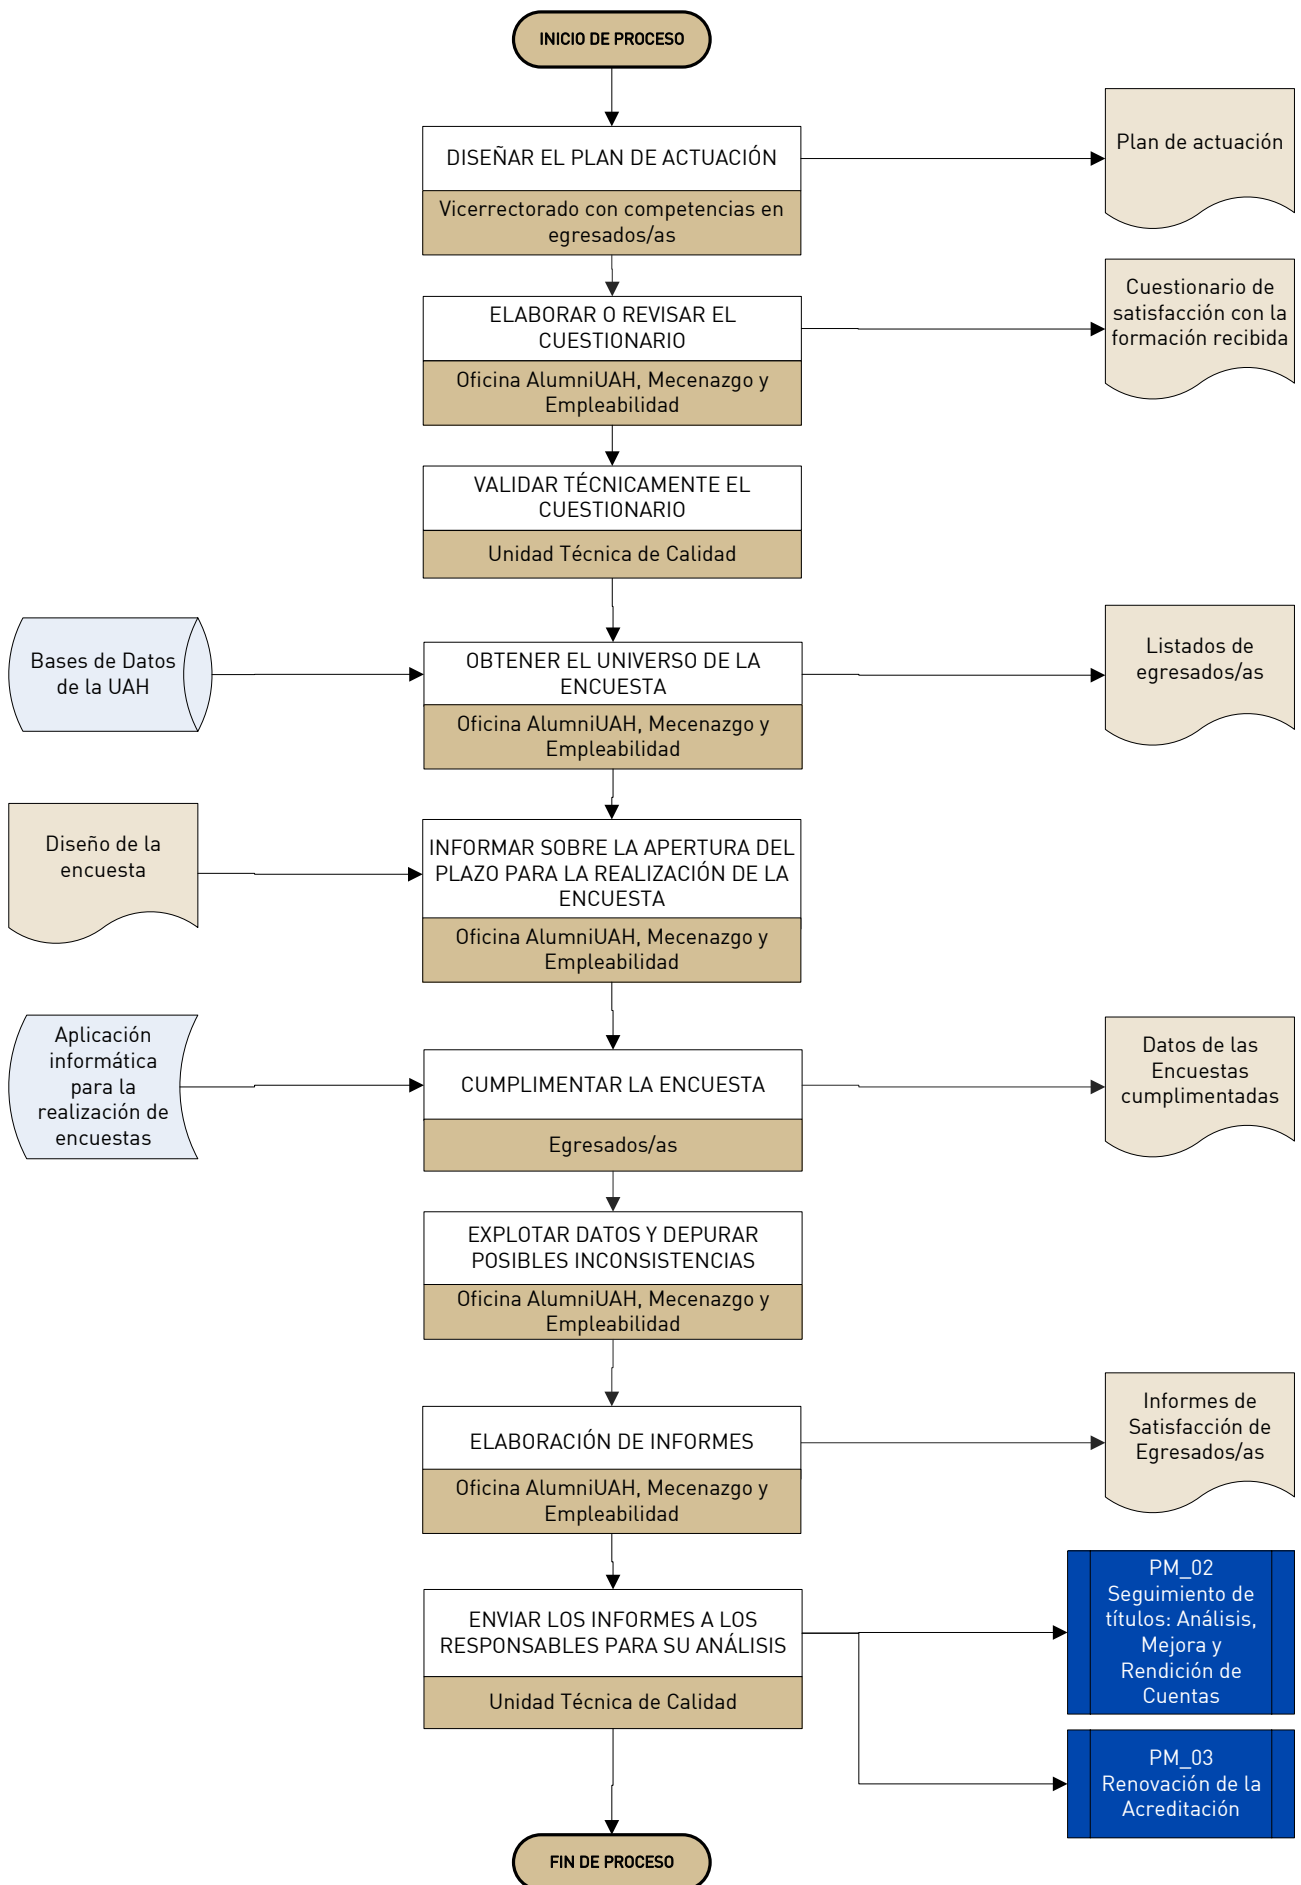 INICIO DE PROCESO
DISEÑAR EL PLAN DE ACTUACIÓN
Vicerrectorado con competencias en
egresados/as
Plan de actuación
ELABORAR O REVISAR EL
CUESTIONARIO
Oficina AlumniUAH, Mecenazgo y
Empleabilidad
Cuestionario de
satisfacción con la
formación recibida
VALIDAR TÉCNICAMENTE EL
CUESTIONARIO
Unidad Técnica de Calidad
Bases de Datos
de la UAH
OBTENER EL UNIVERSO DE LA
ENCUESTA
Oficina AlumniUAH, Mecenazgo y
Empleabilidad
Listados de
egresados/as
Diseño de la
encuesta
INFORMAR SOBRE LA APERTURA DEL
PLAZO PARA LA REALIZACIÓN DE LA
ENCUESTA
Oficina AlumniUAH, Mecenazgo y
Empleabilidad
Aplicación
informática
para la
realización de
encuestas
CUMPLIMENTAR LA ENCUESTA
Egresados/as
Datos de las
Encuestas
cumplimentadas
EXPLOTAR DATOS Y DEPURAR
POSIBLES INCONSISTENCIAS
Oficina AlumniUAH, Mecenazgo y
Empleabilidad
ELABORACIÓN DE INFORMES
Oficina AlumniUAH, Mecenazgo y
Empleabilidad
Informes de
Satisfacción de
Egresados/as
ENVIAR LOS INFORMES A LOS
RESPONSABLES PARA SU ANÁLISIS
Unidad Técnica de Calidad
PM_02
Seguimiento de
títulos: Análisis,
Mejora y
Rendición de
Cuentas
PM_03
Renovación de la
Acreditación
FIN DE PROCESO